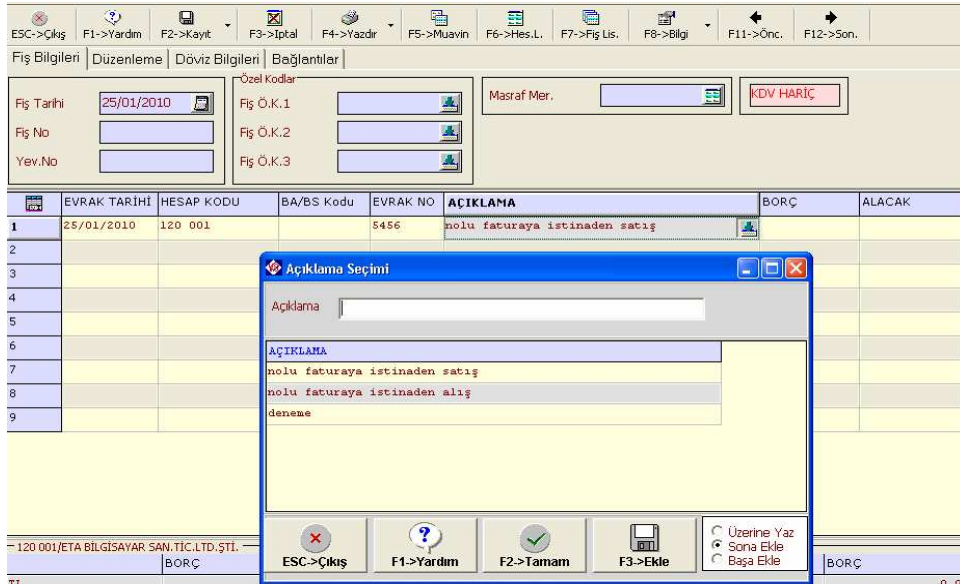 ESC->Çıkış F1->Yardım F2->Kayıt F3->İptal F4->Yazdır F5->Muavin F6->Hes.L. F7->Fiş Lis. F8->Bilgi F11->Önc. F12->Son.
Fiş Bilgileri Düzenleme Döviz Bilgileri Bağlantılar
Özel Kodlar
Fiş Tarihi 25/01/2010 Fiş Ö.K.1 Masraf Mer. KDV HARİÇ
Fiş No Fiş Ö.K.2
Yev.No Fiş Ö.K.3
EVRAK TARİHİ HESAP KODU BA/BS Kodu EVRAK NO AÇIKLAMA BORÇ ALACAK
1 25/01/2010 120 001 5456 nolu faturaya istinaden satış
2
3
4
5
6
7
8
9
Açıklama Seçimi
Açıklama
AÇIKLAMA
nolu faturaya istinaden satış
nolu faturaya istinaden alış
deneme
ESC->Çıkış F1->Yardım F2->Tamam F3->Ekle
Üzerine Yaz
Sona Ekle
Başa Ekle
120 001/ETA BİLGİSAYAR SAN.TİC.LTD.ŞTİ.
BORÇ BORÇ